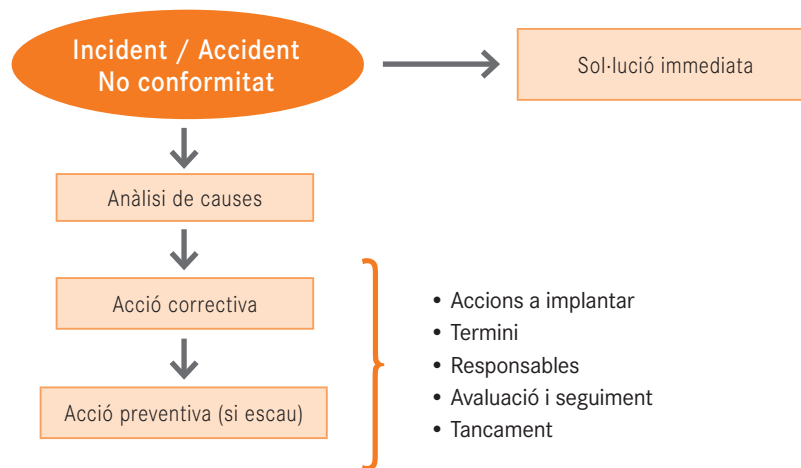 Incident / Accident
No conformitat
Sol·lució immediata
Anàlisi de causes
Acció correctiva
Acció preventiva (si escau)
• Accions a implantar
• Termini
• Responsables
• Avaluació i seguiment
• Tancament